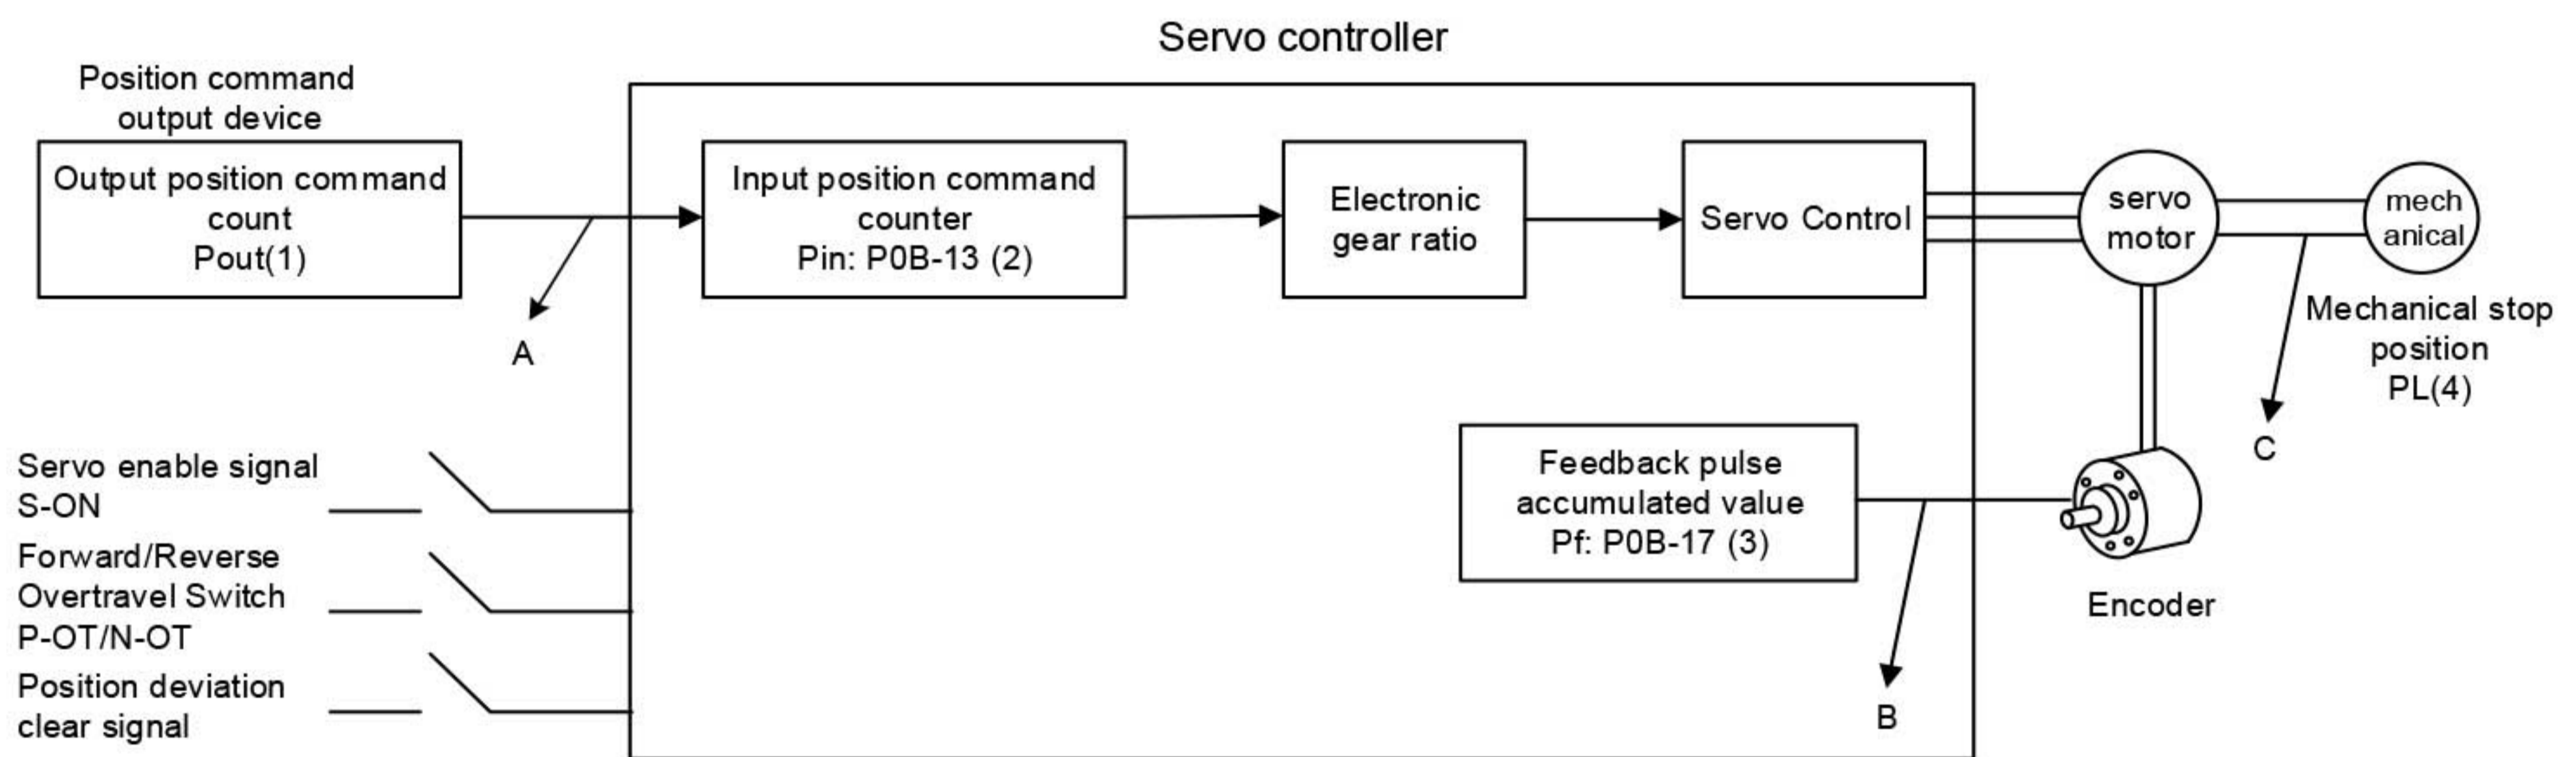 Servo controller
Position command
output device
Output position command
count
Pout(1)
Input position command
counter
Pin: P0B-13 (2)
Electronic
gear ratio
Servo Control
servo
motor
mech
anical
Mechanical stop
position
PL(4)
A
C
Servo enable signal
S-ON
Forward/Reverse
Overtravel Switch
P-OT/N-OT
Position deviation
clear signal
Feedback pulse
accumulated value
Pf: P0B-17 (3)
B
Encoder